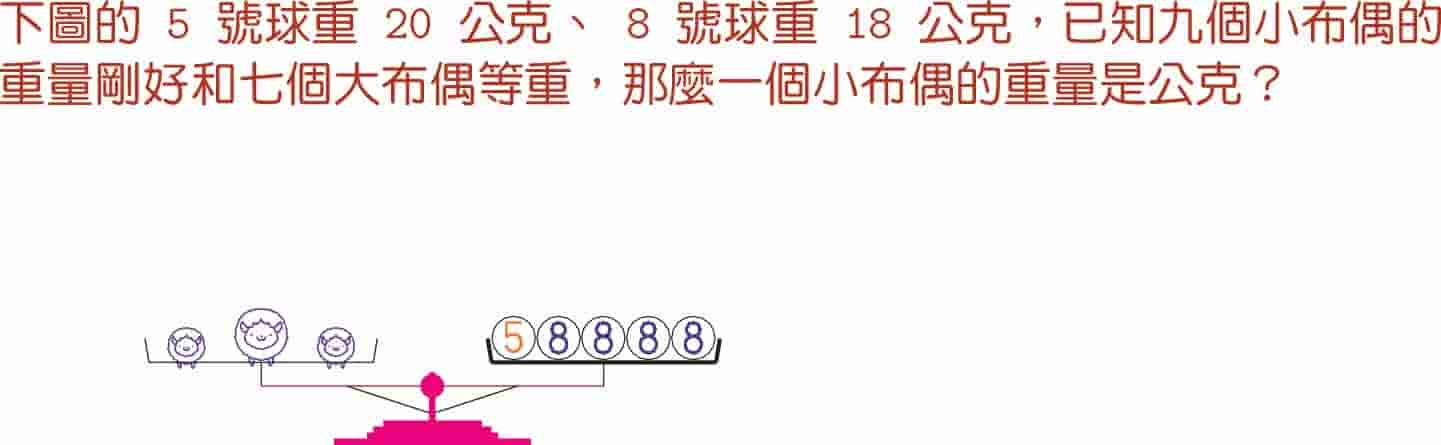 下圖的 5 號球重 20 公克、 8 號球重 18 公克，已知九個小布偶的
重量剛好和七個大布偶等重，那麼一個小布偶的重量是公克？
5 8 8 8 8